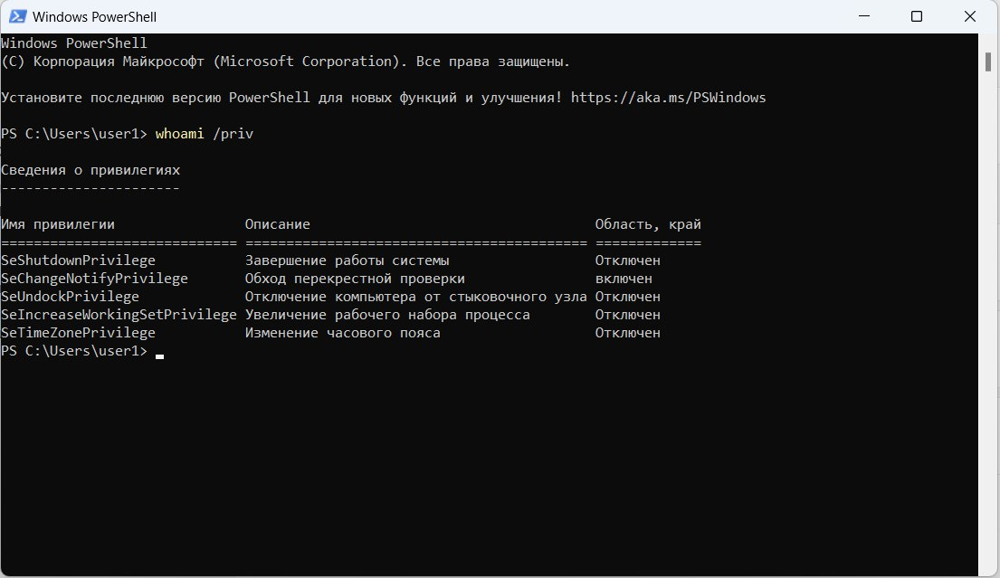 Windows PowerShell
Windows PowerShell
(C) Корпорация Майкрософт (Microsoft Corporation). Все права защищены.
Установите последнюю версию PowerShell для новых функций и улучшения! https://aka.ms/PSWindows
PS C:\Users\user1> whoami /priv
Сведения о привилегиях
----------------------
Имя привилегии                Описание                                   Область, край
============================= ========================================== =============
SeShutdownPrivilege           Завершение работы системы                  Отключен
SeChangeNotifyPrivilege       Обход перекрестной проверки                включен
SeUndockPrivilege             Отключение компьютера от стыковочного узла Отключен
SeIncreaseWorkingSetPrivilege Увеличение рабочего набора процесса        Отключен
SeTimeZonePrivilege           Изменение часового пояса                   Отключен
PS C:\Users\user1>